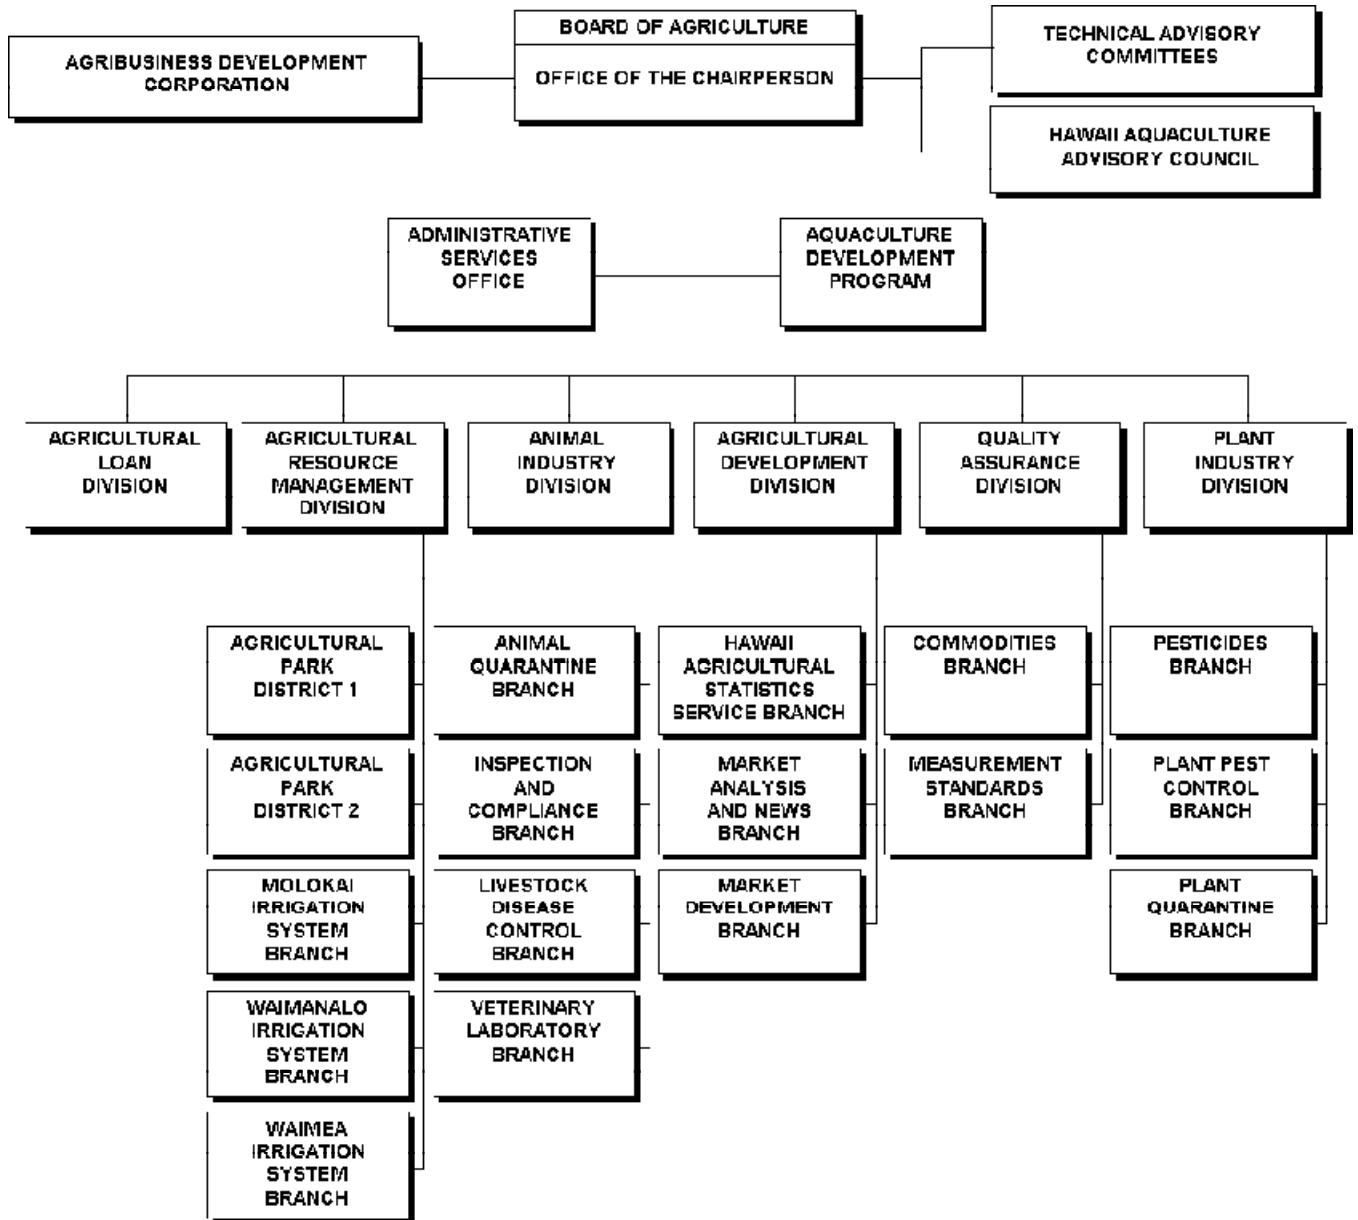 BOARD OF AGRICULTURE
OFFICE OF THE CHAIRPERSON
AGRIBUSINESS DEVELOPMENT
CORPORATION
TECHNICAL ADVISORY
COMMITTEES
HAWAII AQUACULTURE
ADVISORY COUNCIL
ADMINISTRATIVE
SERVICES
OFFICE
AQUACULTURE
DEVELOPMENT
PROGRAM
AGRICULTURAL
LOAN
DIVISION
AGRICULTURAL
RESOURCE
MANAGEMENT
DIVISION
ANIMAL
INDUSTRY
DIVISION
AGRICULTURAL
DEVELOPMENT
DIVISION
QUALITY
ASSURANCE
DIVISION
PLANT
INDUSTRY
DIVISION
AGRICULTURAL
PARK
DISTRICT 1
ANIMAL
QUARANTINE
BRANCH
HAWAII
AGRICULTURAL
STATISTICS
SERVICE BRANCH
COMMODITIES
BRANCH
PESTICIDES
BRANCH
AGRICULTURAL
PARK
DISTRICT 2
INSPECTION
AND
COMPLIANCE
BRANCH
MARKET
ANALYSIS
AND NEWS
BRANCH
MEASUREMENT
STANDARDS
BRANCH
PLANT PEST
CONTROL
BRANCH
MOLOKAI
IRRIGATION
SYSTEM
BRANCH
LIVESTOCK
DISEASE
CONTROL
BRANCH
MARKET
DEVELOPMENT
BRANCH
PLANT
QUARANTINE
BRANCH
WAIMANALO
IRRIGATION
SYSTEM
BRANCH
VETERINARY
LABORATORY
BRANCH
WAIMEA
IRRIGATION
SYSTEM
BRANCH